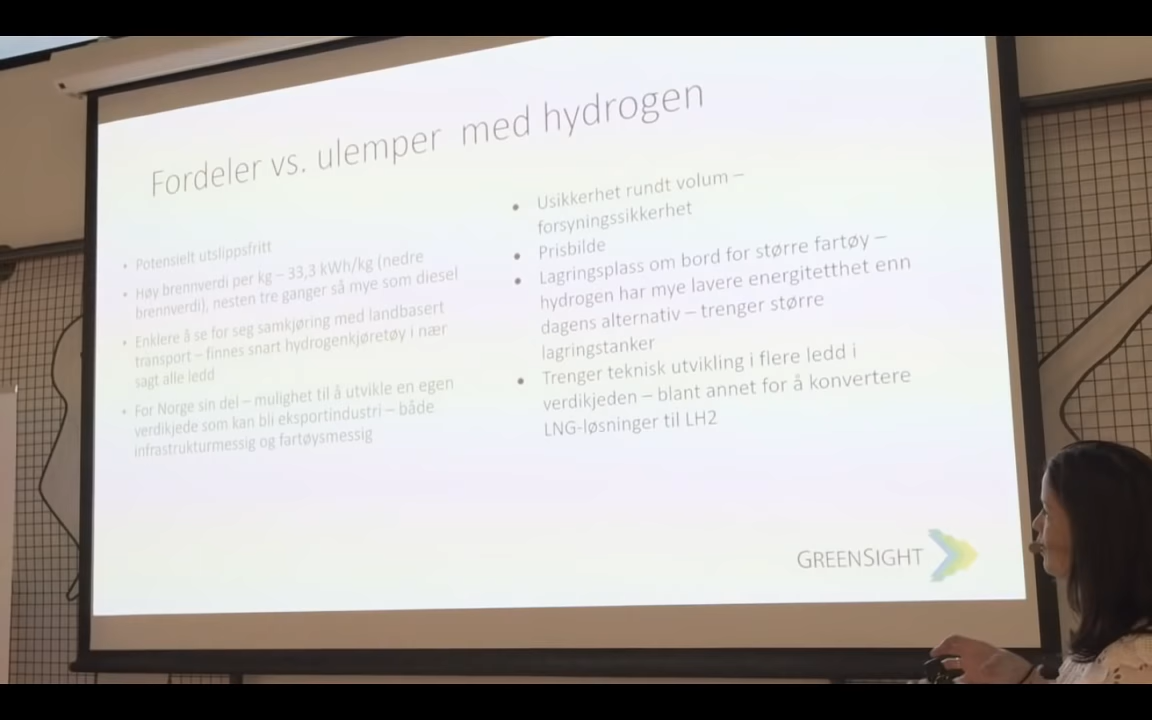 Fordeler vs. ulemper med hydrogen
• Potensielt utslippsfritt
• Høy brennverdi per kg – 33,3 kWh/kg (nedre
brennverdi), nesten tre ganger så mye som diesel
• Enklere å se for seg samkjøring med landbasert
transport – finnes snart hydrogenkjøretøy i nær
sagt alle ledd
• For Norge sin del – mulighet til å utvikle en egen
verdikjede som kan bli eksportindustri – både
infrastrukturmessig og fartøysmessig
• Usikkerhet rundt volum –
forsyningssikkerhet
• Prisbilde
• Lagringsplass om bord for større fartøy –
hydrogen har mye lavere energitetthet enn
dagens alternativ – trenger større
lagringstanker
• Trenger teknisk utvikling i flere ledd i
verdikjeden – blant annet for å konvertere
LNG-løsninger til LH2
GREENSIGHT